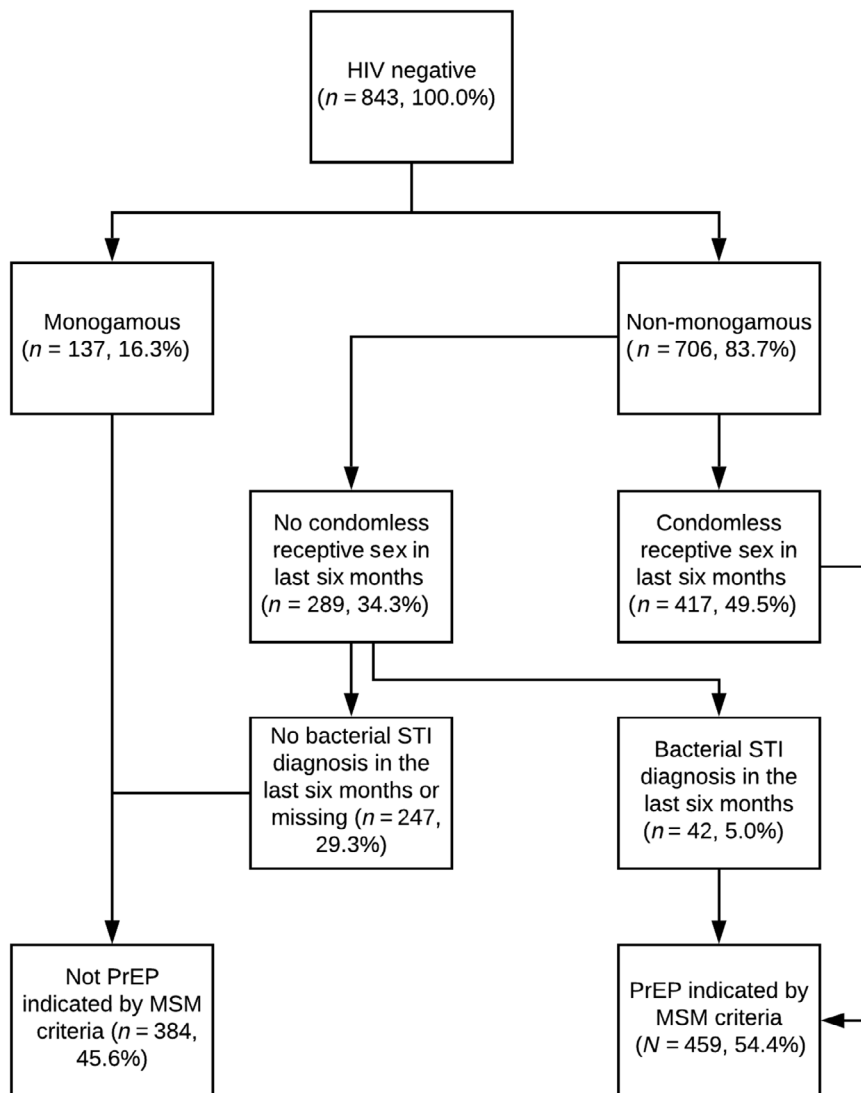 HIV negative
(n = 843, 100.0%)
Monogamous
(n = 137, 16.3%)
Non-monogamous
(n = 706, 83.7%)
No condomless
receptive sex in
last six months
(n = 289, 34.3%)
Condomless
receptive sex in
last six months
(n = 417, 49.5%)
No bacterial STI
diagnosis in the
last six months or
missing (n = 247,
29.3%)
Bacterial STI
diagnosis in the
last six months
(n = 42, 5.0%)
Not PrEP
indicated by MSM
criteria (n = 384,
45.6%)
PrEP indicated by
MSM criteria
(N = 459, 54.4%)